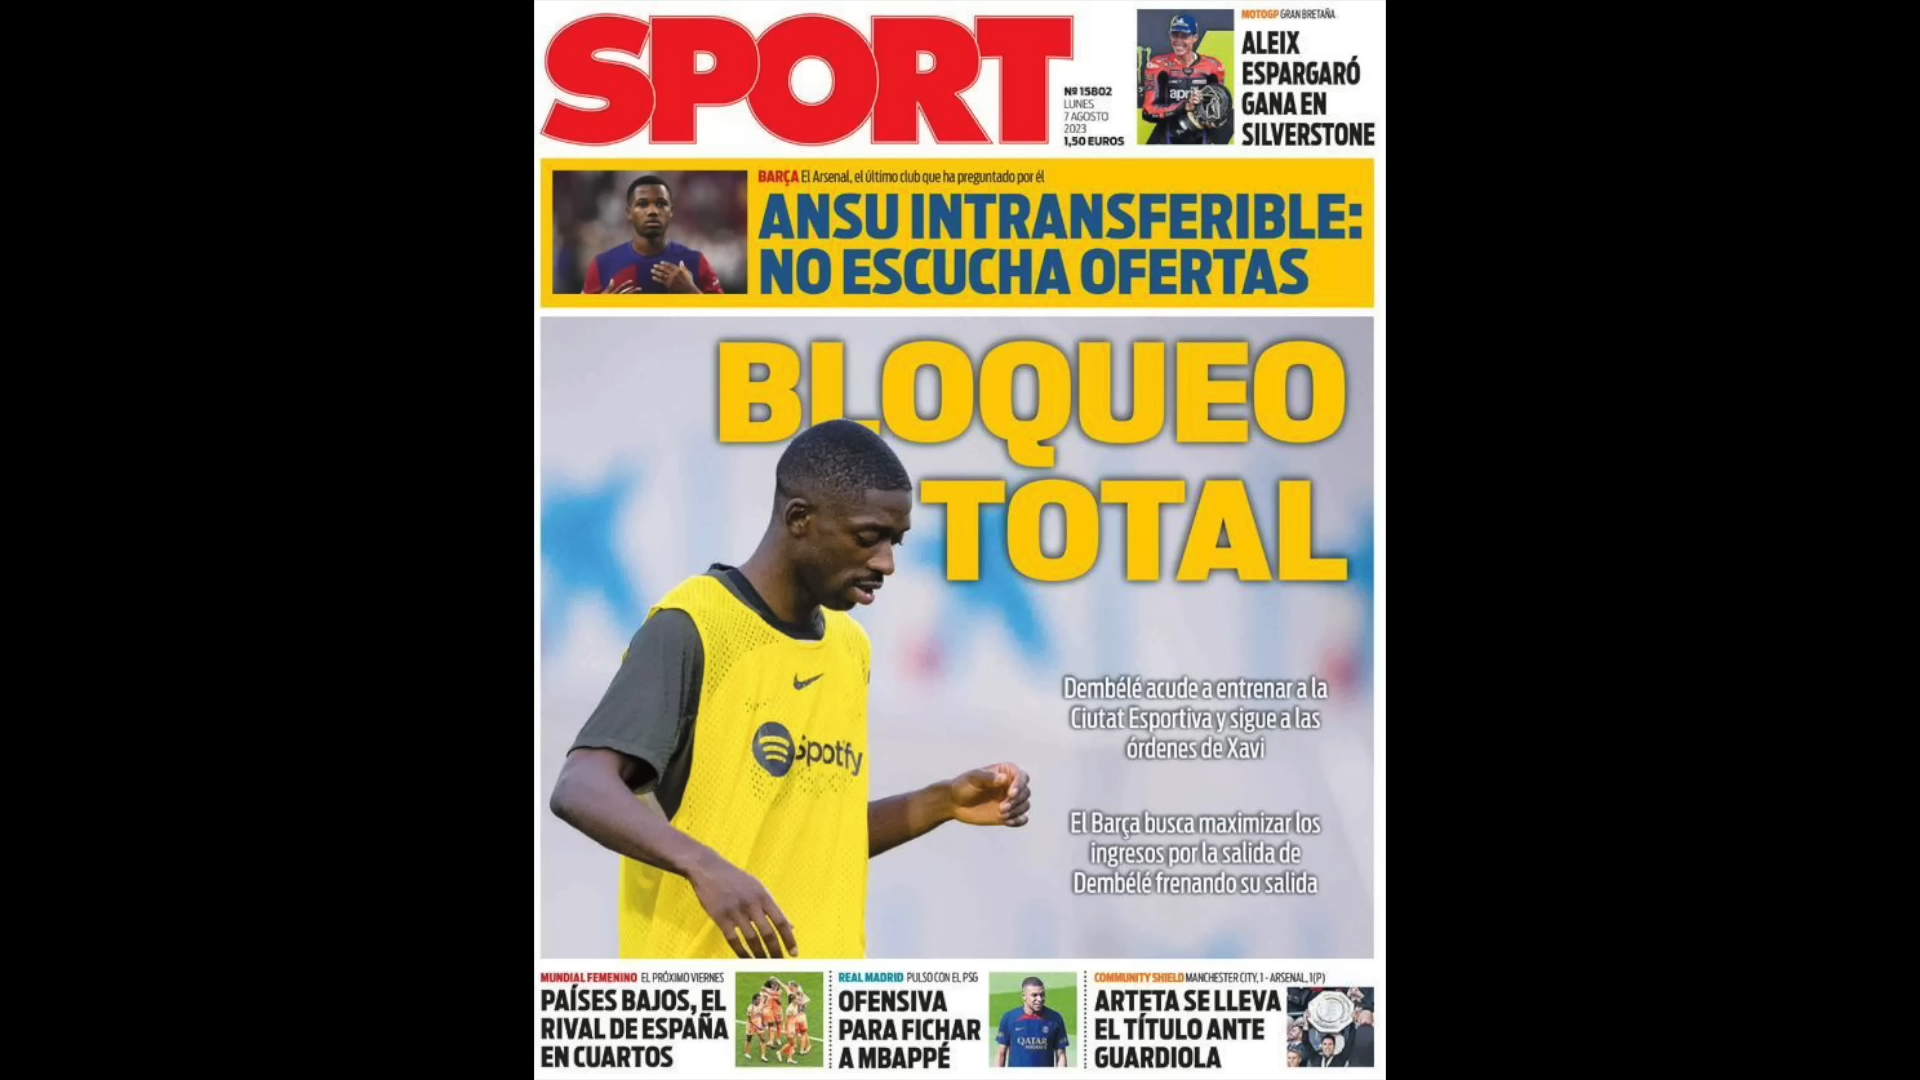 SPORT
Nº 15802
LUNES
7 AGOSTO
2023
1,50 EUROS
MOTOGP GRAN BRETAÑA
ALEIX
ESPARGARÓ
GANA EN
SILVERSTONE
BARÇA El Arsenal, el último club que ha preguntado por él
ANSU INTRANSFERIBLE:
NO ESCUCHA OFERTAS
BLOQUEO
TOTAL
Spotify
Dembélé acude a entrenar a la
Ciutat Esportiva y sigue a las
órdenes de Xavi
El Barça busca maximizar los
ingresos por la salida de
Dembélé frenando su salida
MUNDIAL FEMENINO EL PRÓXIMO VIERNES
PAÍSES BAJOS, EL
RIVAL DE ESPAÑA
EN CUARTOS
REAL MADRID PULSO CON EL PSG
OFENSIVA
PARA FICHAR
A MBAPPÉ
QATAR
COMMUNITY SHIELD MANCHESTER CITY, 1 - ARSENAL, 1 (P)
ARTETA SE LLEVA
EL TÍTULO ANTE
GUARDIOLA